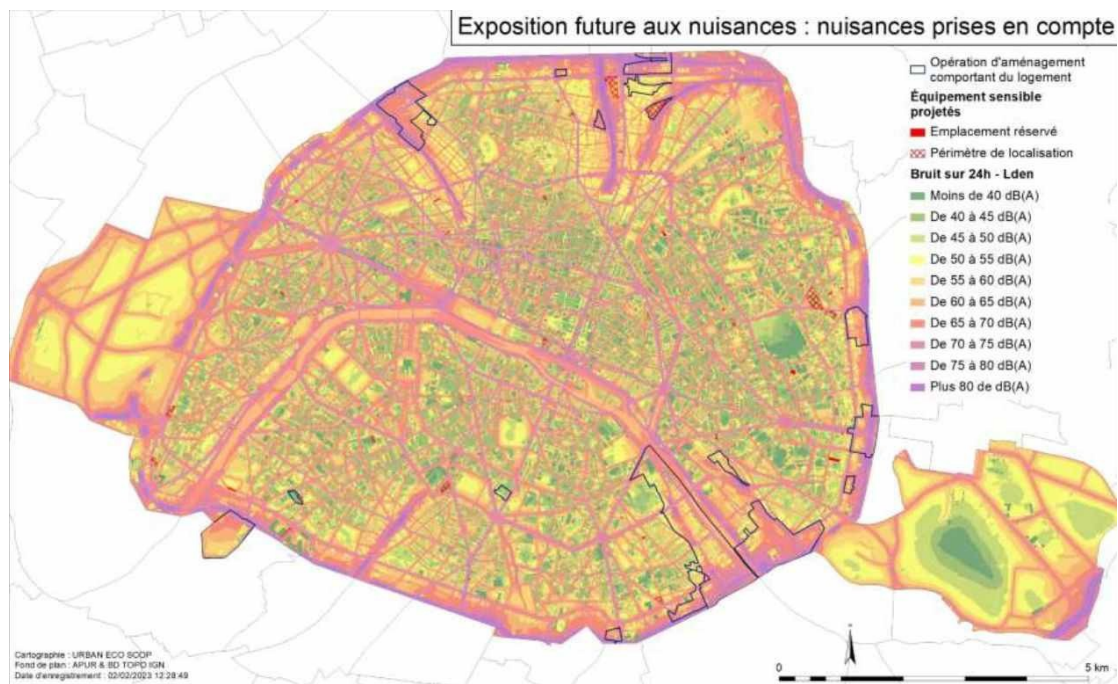 Exposition future aux nuisances : nuisances prises en compte
Opération d'aménagement
comportant du logement
Équipement sensible
projetés
Emplacement réservé
Périmètre de localisation
Bruit sur 24h - Lden
Moins de 40 dB(A)
De 40 à 45 dB(A)
De 45 à 50 dB(A)
De 50 à 55 dB(A)
De 55 à 60 dB(A)
De 60 à 65 dB(A)
De 65 à 70 dB(A)
De 70 à 75 dB(A)
De 75 à 80 dB(A)
Plus 80 de dB(A)
Cartographie : URBAN ECO SCOP
Fond de plan : APUR & BD TOPO IGN
Date d'enregistrement : 02/02/2023 12:28:49
0 5 km